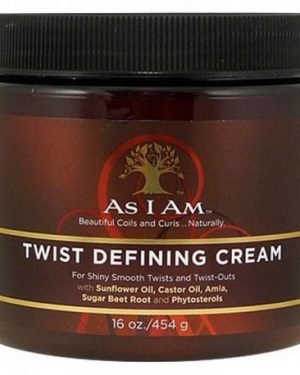 AS I AM™
Beautiful Coils and Curls...Naturally.
TWIST DEFINING CREAM
For Shiny Smooth Twists and Twist-Outs
with Sunflower Oil, Castor Oil, Amla,
Sugar Beet Root and Phytosterols
16 oz./454 g